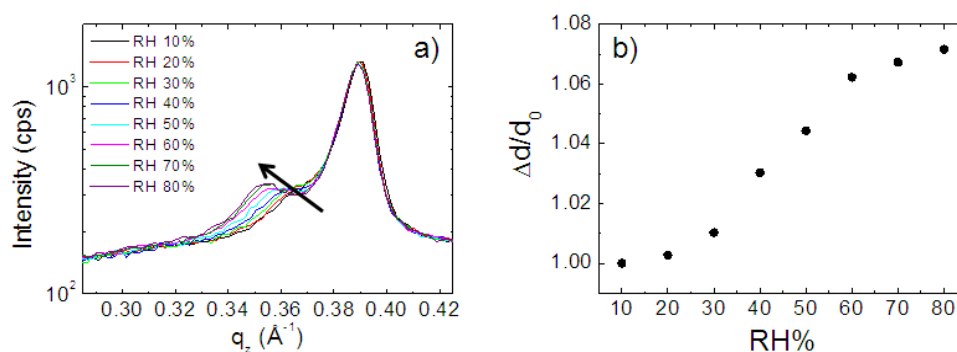 a)
RH 10%
RH 20%
RH 30%
RH 40%
RH 50%
RH 60%
RH 70%
RH 80%
Intensity (cps)
10³
10²
0.30 0.32 0.34 0.36 0.38 0.40 0.42
q_z (Å⁻¹)
b)
Δd/d₀
1.08
1.06
1.04
1.02
1.00
10 20 30 40 50 60 70 80
RH%